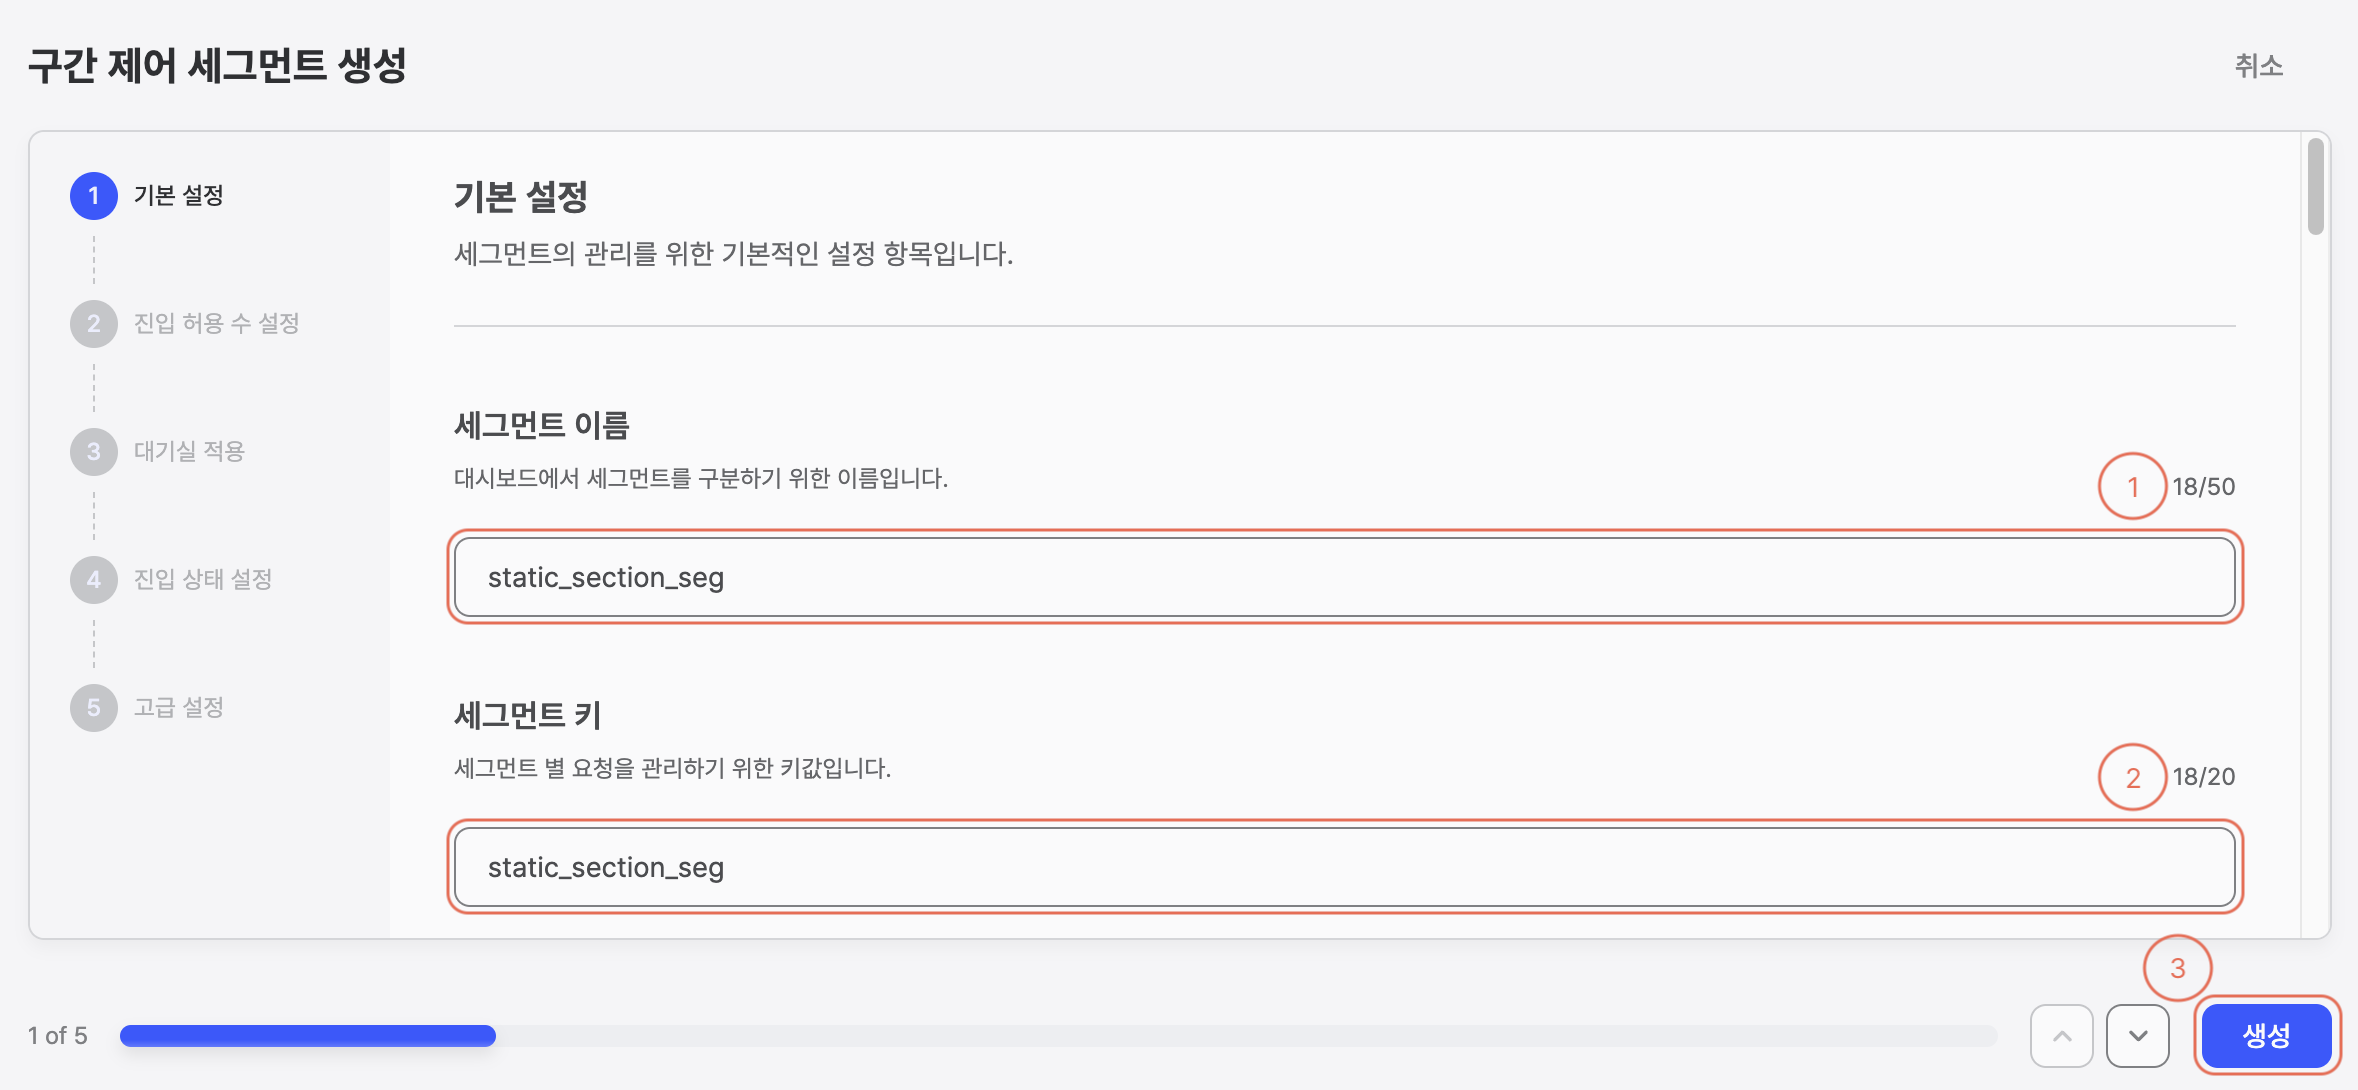 구간 제어 세그먼트 생성
취소
1 기본 설정
2 진입 허용 수 설정
3 대기실 적용
4 진입 상태 설정
5 고급 설정
기본 설정
세그먼트의 관리를 위한 기본적인 설정 항목입니다.
세그먼트 이름
대시보드에서 세그먼트를 구분하기 위한 이름입니다.
1 18/50
static_section_seg
세그먼트 키
세그먼트 별 요청을 관리하기 위한 키값입니다.
2 18/20
static_section_seg
3
1 of 5
생성